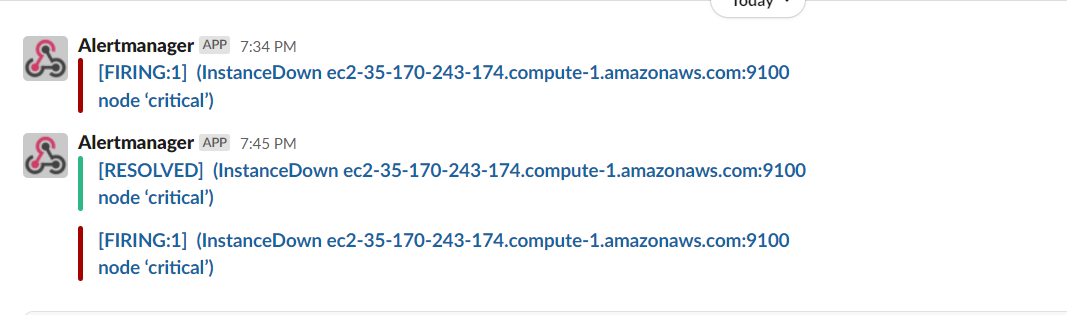 Today
Alertmanager APP 7:34 PM
[FIRING:1] (InstanceDown ec2-35-170-243-174.compute-1.amazonaws.com:9100
node ‘critical’)
Alertmanager APP 7:45 PM
[RESOLVED] (InstanceDown ec2-35-170-243-174.compute-1.amazonaws.com:9100
node ‘critical’)
[FIRING:1] (InstanceDown ec2-35-170-243-174.compute-1.amazonaws.com:9100
node ‘critical’)